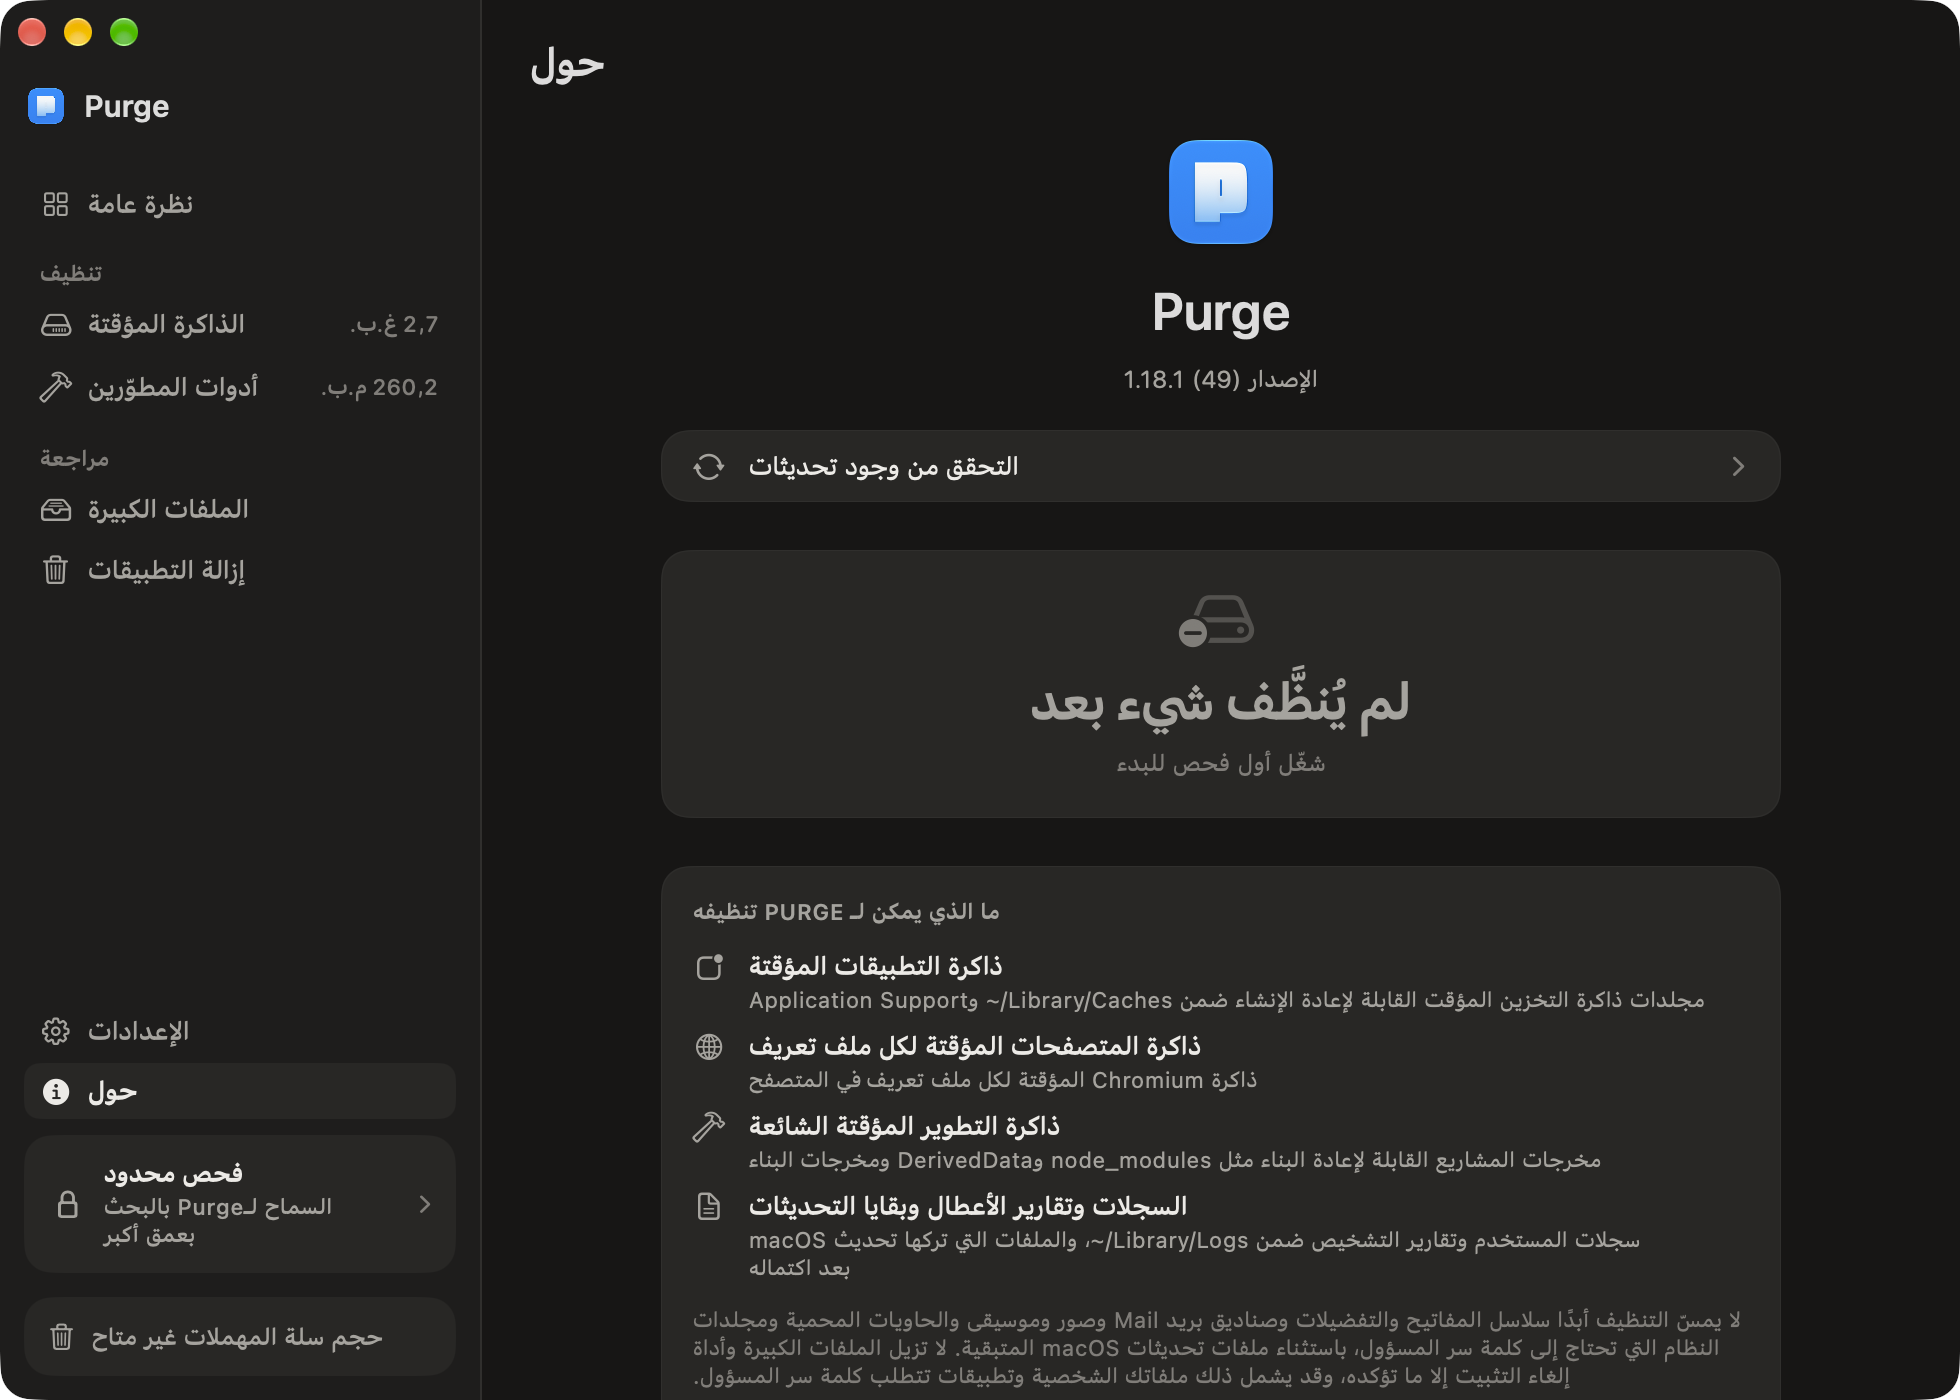 Purge
نظرة عامة
تنظيف
الذاكرة المؤقتة
2,7 غ.ب.
أدوات المطوّرين
260,2 م.ب.
مراجعة
الملفات الكبيرة
إزالة التطبيقات
الإعدادات
حول
فحص محدود
السماح لـPurge بالبحث
بعمق أكبر
حجم سلة المهملات غير متاح
حول
Purge
الإصدار 1.18.1 (49)
التحقق من وجود تحديثات
لم يُنظَّف شيء بعد
شغّل أول فحص للبدء
ما الذي يمكن لـ PURGE تنظيفه
ذاكرة التطبيقات المؤقتة
مجلدات ذاكرة التخزين المؤقت القابلة لإعادة الإنشاء ضمن ~/Library/Caches وApplication Support
ذاكرة المتصفحات المؤقتة لكل ملف تعريف
ذاكرة Chromium المؤقتة لكل ملف تعريف في المتصفح
ذاكرة التطوير المؤقتة الشائعة
مخرجات المشاريع القابلة لإعادة البناء مثل node_modules وDerivedData ومخرجات البناء
السجلات وتقارير الأعطال وبقايا التحديثات
سجلات المستخدم وتقارير التشخيص ضمن ~/Library/Logs، والملفات التي تركها تحديث macOS
بعد اكتماله
لا يمسّ التنظيف أبدًا سلاسل المفاتيح والتفضيلات وصناديق بريد Mail وصور وموسيقى والحاويات المحمية ومجلدات
النظام التي تحتاج إلى كلمة سر المسؤول، باستثناء ملفات تحديثات macOS المتبقية. لا تزيل الملفات الكبيرة وأداة
إلغاء التثبيت إلا ما تؤكده، وقد يشمل ذلك ملفاتك الشخصية وتطبيقات تتطلب كلمة سر المسؤول.